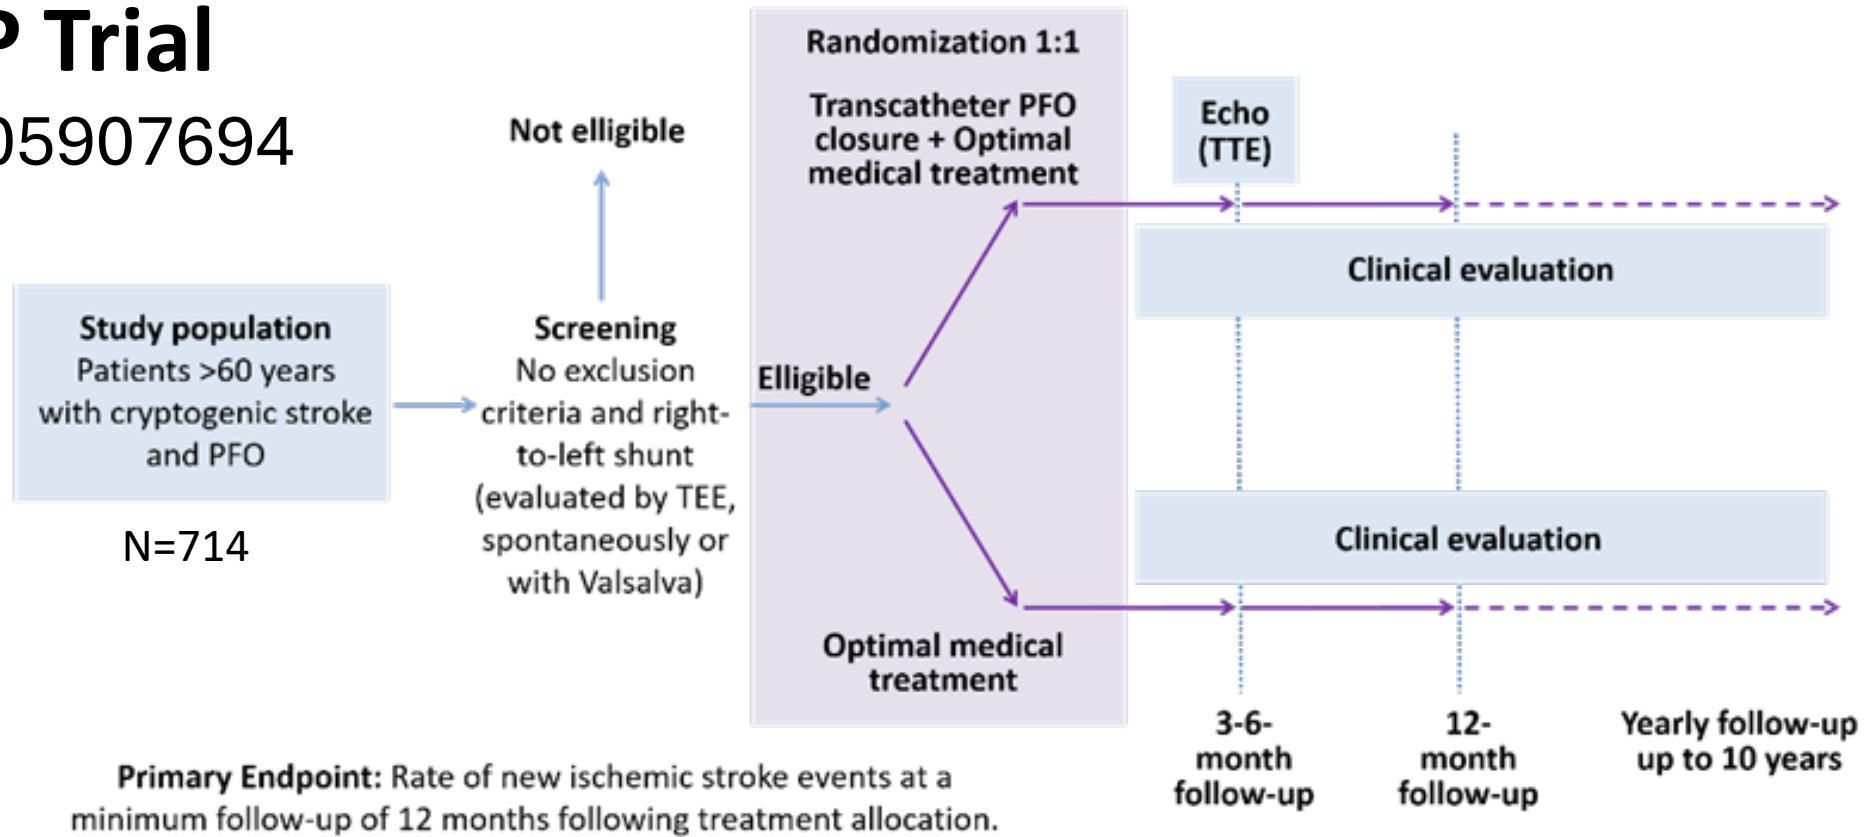 P Trial
05907694
Study population
Patients >60 years
with cryptogenic stroke
and PFO
N=714
Not elligible
Screening
No exclusion
criteria and right-
to-left shunt
(evaluated by TEE,
spontaneously or
with Valsalva)
Elligible
Randomization 1:1
Transcatheter PFO
closure + Optimal
medical treatment
Optimal medical
treatment
Echo
(TTE)
Clinical evaluation
Clinical evaluation
3-6-
month
follow-up
12-
month
follow-up
Yearly follow-up
up to 10 years
Primary Endpoint: Rate of new ischemic stroke events at a
minimum follow-up of 12 months following treatment allocation.